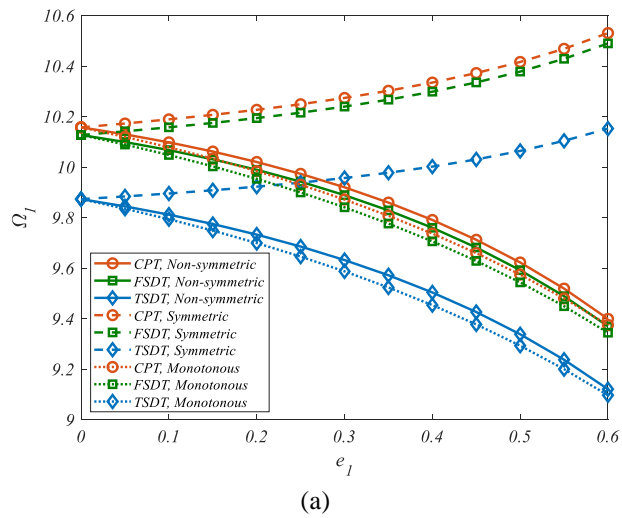 10.6
10.4
10.2
10
9.8
9.6
9.4
9.2
9
Ω_1
CPT, Non-symmetric
FSDT, Non-symmetric
TSDT, Non-symmetric
CPT, Symmetric
FSDT, Symmetric
TSDT, Symmetric
CPT, Monotonous
FSDT, Monotonous
TSDT, Monotonous
0 0.1 0.2 0.3 0.4 0.5 0.6
e_1
(a)